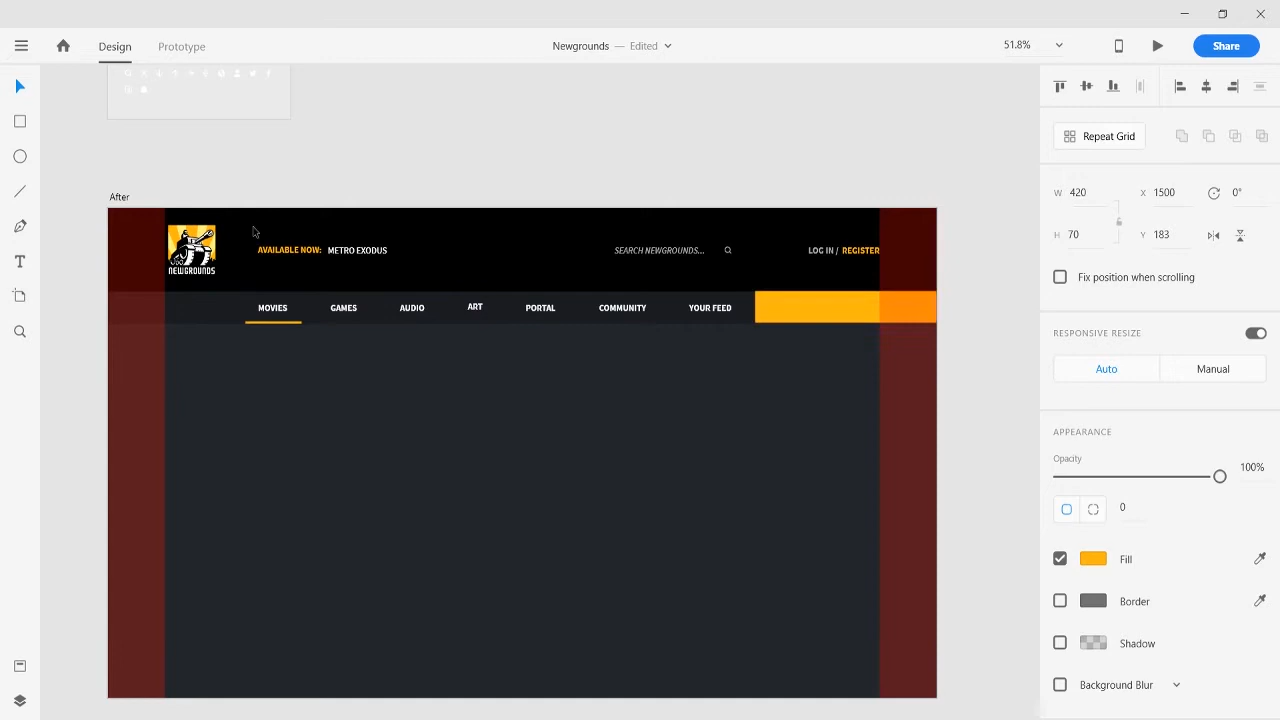 Design Prototype Newgrounds — Edited 51.8% Share
Repeat Grid
W 420 X 1500 0°
H 70 Y 183
Fix position when scrolling
RESPONSIVE RESIZE
Auto Manual
APPEARANCE
Opacity
100%
0
Fill
Border
Shadow
Background Blur
After
NEWGROUNDS
AVAILABLE NOW: METRO EXODUS SEARCH NEWGROUNDS... LOG IN / REGISTER
MOVIES GAMES AUDIO ART PORTAL COMMUNITY YOUR FEED